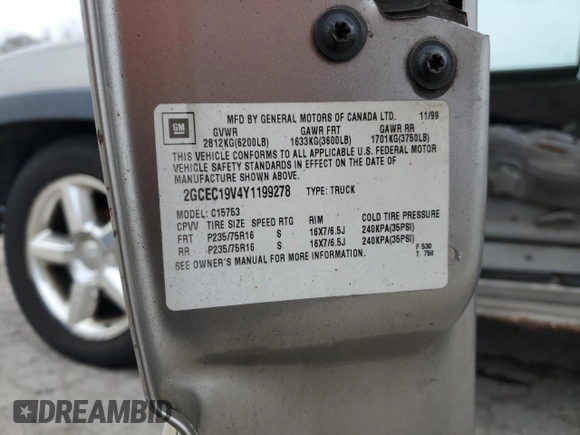 GM
MFD BY GENERAL MOTORS OF CANADA LTD. 11/99
GVWR GAWR FRT GAWR RR
2812KG(6200LB) 1633KG(3600LB) 1701KG(3750LB)
THIS VEHICLE CONFORMS TO ALL APPLICABLE U.S. FEDERAL MOTOR
VEHICLE SAFETY STANDARDS IN EFFECT ON THE DATE OF
MANUFACTURE SHOWN ABOVE.
2GCEC19V4Y1199278 TYPE: TRUCK
MODEL: C15753
CPVV TIRE SIZE SPEED RTG RIM COLD TIRE PRESSURE
FRT P235/75R16 S 16X7/6.5J 240KPA(35PSI)
RR P235/75R16 S 16X7/6.5J 240KPA(35PSI)
SEE OWNER'S MANUAL FOR MORE INFORMATION. F 530
T 750
DREAMBID